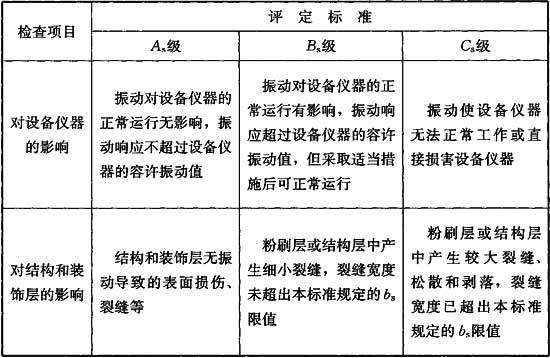 检查项目
评定标准
As级
Bs级
Cs级
对设备仪器
的影响
振动对设备仪器的
正常运行无影响，振
动响应不超过设备仪
器的容许振动值
振动对设备仪器的正
常运行有影响，振动响
应超过设备仪器的容许
振动值，但采取适当措
施后可正常运行
振动使设备仪器
无法正常工作或直
接损害设备仪器
对结构和装
饰层的影响
结构和装饰层无振
动导致的表面损伤、
裂缝等
粉刷层或结构层中产
生细小裂缝，裂缝宽度
未超出本标准规定的bs
限值
粉刷层或结构层
中产生较大裂缝、
松散和剥落，裂缝
宽度已超出本标准
规定的bs限值